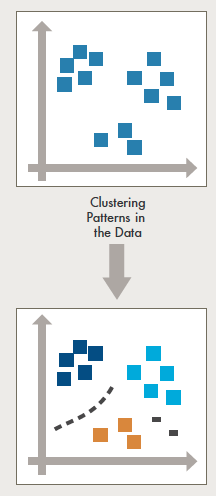 Clustering
Patterns in
the Data